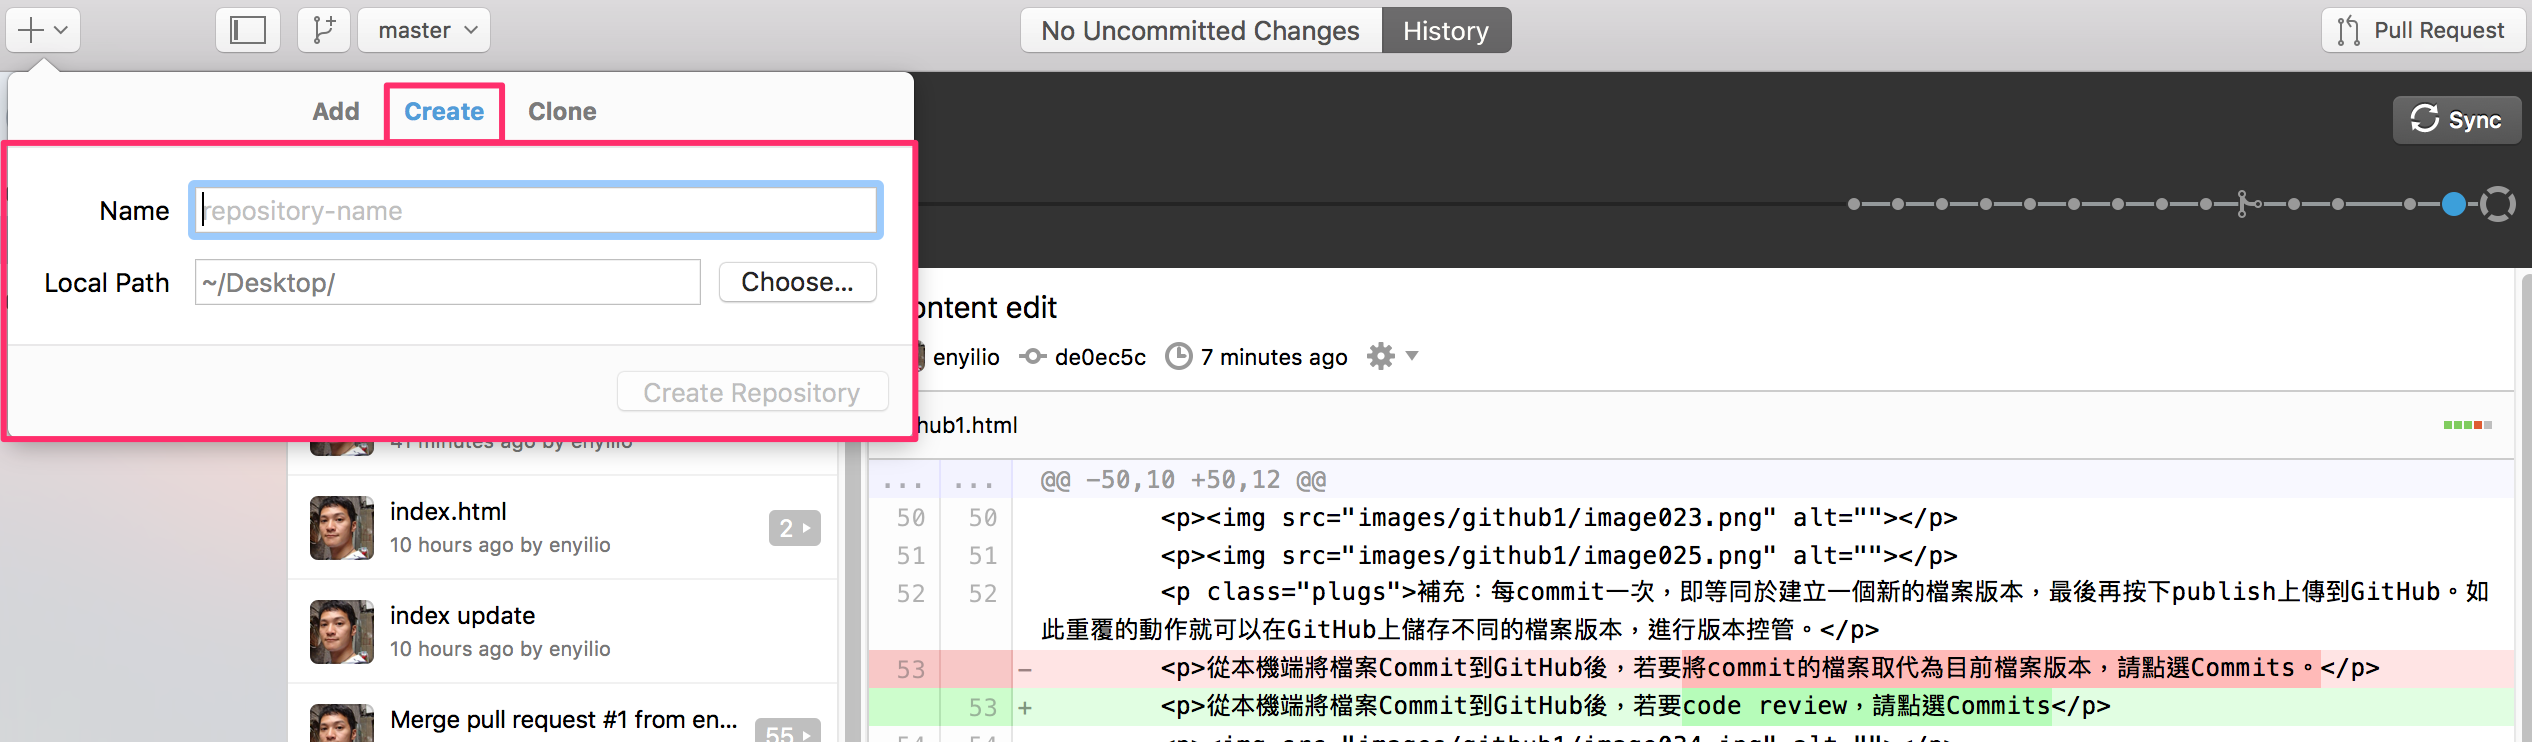 master
No Uncommitted Changes
History
Pull Request
Add
Create
Clone
Sync
Name
repository-name
Local Path
~/Desktop/
Choose...
Create Repository
ontent edit
enyilio
de0ec5c
7 minutes ago
hub1.html
41 minutes ago by enyilio
index.html
10 hours ago by enyilio
2
index update
10 hours ago by enyilio
Merge pull request #1 from en...
55
... ... @@ -50,10 +50,12 @@
50 50 <p><img src="images/github1/image023.png" alt=""></p>
51 51 <p><img src="images/github1/image025.png" alt=""></p>
52 52 <p class="plugs">補充：每commit一次，即等同於建立一個新的檔案版本，最後再按下publish上傳到GitHub。如
此重覆的動作就可以在GitHub上儲存不同的檔案版本，進行版本控管。</p>
53 - <p>從本機端將檔案Commit到GitHub後，若要將commit的檔案取代為目前檔案版本，請點選Commits。</p>
53 + <p>從本機端將檔案Commit到GitHub後，若要code review，請點選Commits</p>
54 54 <p><img src="images/github1/image024.jpg" alt=""></p>